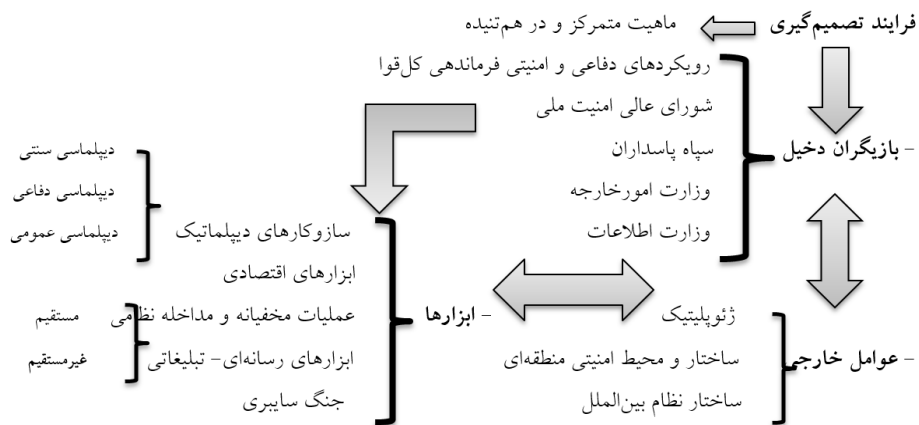 فرایند تصمیم‌گیری
ماهیت متمرکز و در هم‌تنیده
- بازیگران دخیل
رویکردهای دفاعی و امنیتی فرماندهی کل‌قوا
شورای عالی امنیت ملی
سپاه پاسداران
وزارت امورخارجه
وزارت اطلاعات
- عوامل خارجی
ژئوپلیتیک
ساختار و محیط امنیتی منطقه‌ای
ساختار نظام بین‌الملل
- ابزارها
سازوکارهای دیپلماتیک
ابزارهای اقتصادی
عملیات مخفیانه و مداخله نظامی
ابزارهای رسانه‌ای- تبلیغاتی
جنگ سایبری
دیپلماسی سنتی
دیپلماسی دفاعی
دیپلماسی عمومی
مستقیم
غیرمستقیم